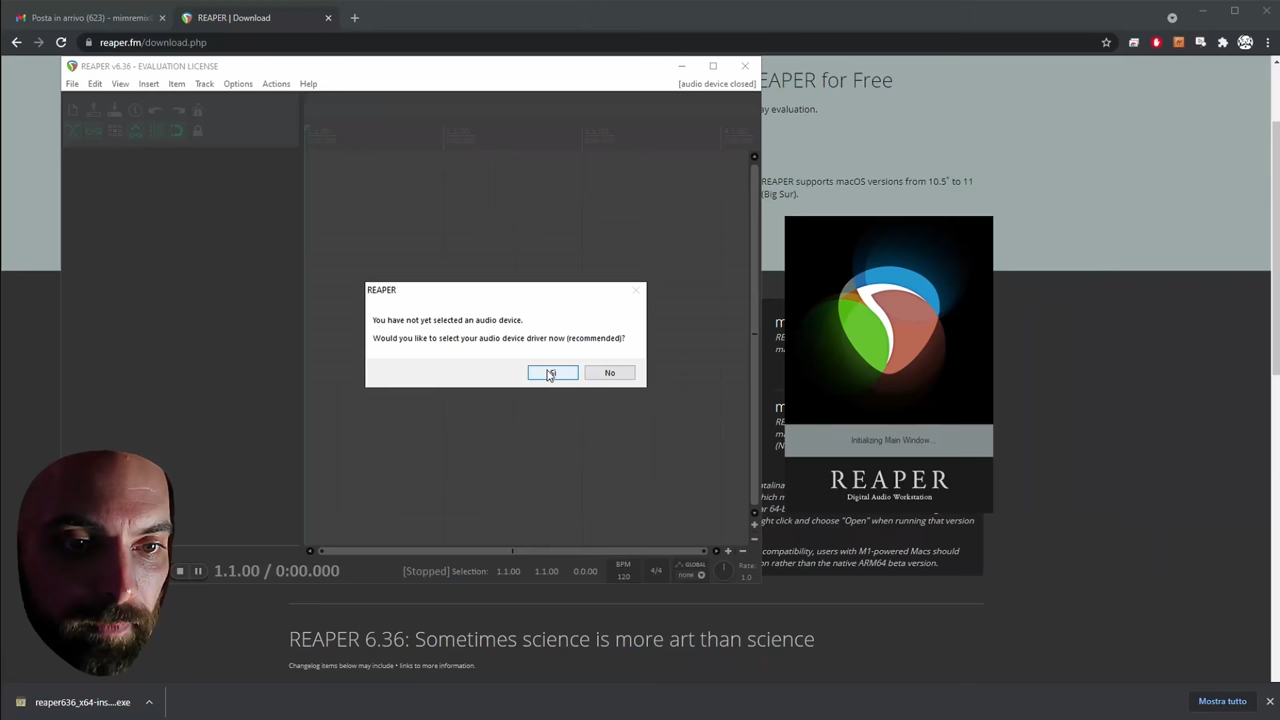 Posta in arrivo (623) - mimremix
REAPER | Download
reaper.fm/download.php
REAPER v6.36 - EVALUATION LICENSE
EAPER for Free
File Edit View Insert Item Track Options Actions Help
[audio device closed]
ay evaluation.
1.1.00
REAPER supports macOS versions from 10.5* to 11
(Big Sur).
REAPER
You have not yet selected an audio device.
Would you like to select your audio device driver now (recommended)?
No
Initializing Main Window...
REAPER
Digital Audio Workstation
ght click and choose "Open" when running that version
compatibility, users with M1-powered Macs should
on rather than the native ARM64 beta version.
1.1.00 / 0:00.000
[Stopped] Selection: 1.1.00 1.1.00 0.0.00
BPM
120
4/4
GLOBAL
none
Rate:
1.0
REAPER 6.36: Sometimes science is more art than science
Changelog items below may include • links to more information.
reaper636_x64-ins....exe
Mostra tutto